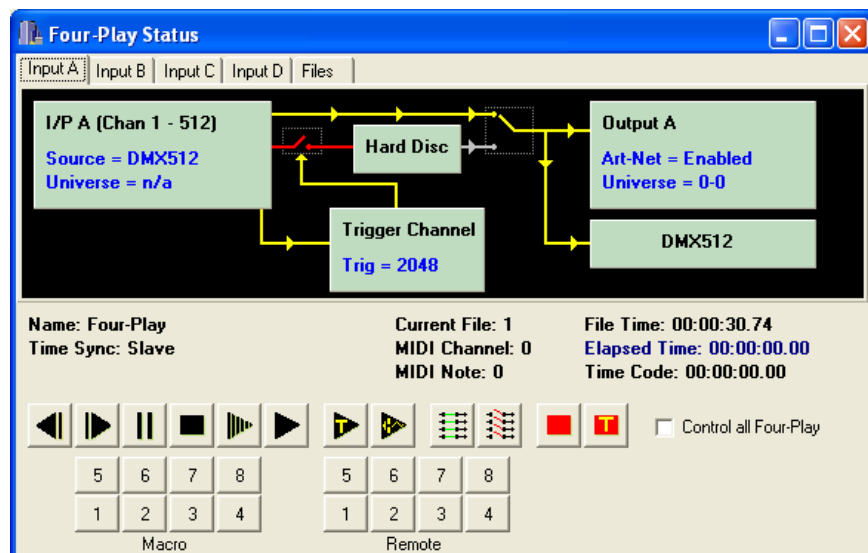 Four-Play Status
Input A Input B Input C Input D Files
I/P A (Chan 1 - 512)
Source = DMX512
Universe = n/a
Hard Disc
Trigger Channel
Trig = 2048
Output A
Art-Net = Enabled
Universe = 0-0
DMX512
Name: Four-Play
Time Sync: Slave
Current File: 1
MIDI Channel: 0
MIDI Note: 0
File Time: 00:00:30.74
Elapsed Time: 00:00:00.00
Time Code: 00:00:00.00
T
T
Control all Four-Play
5 6 7 8
1 2 3 4
Macro
5 6 7 8
1 2 3 4
Remote